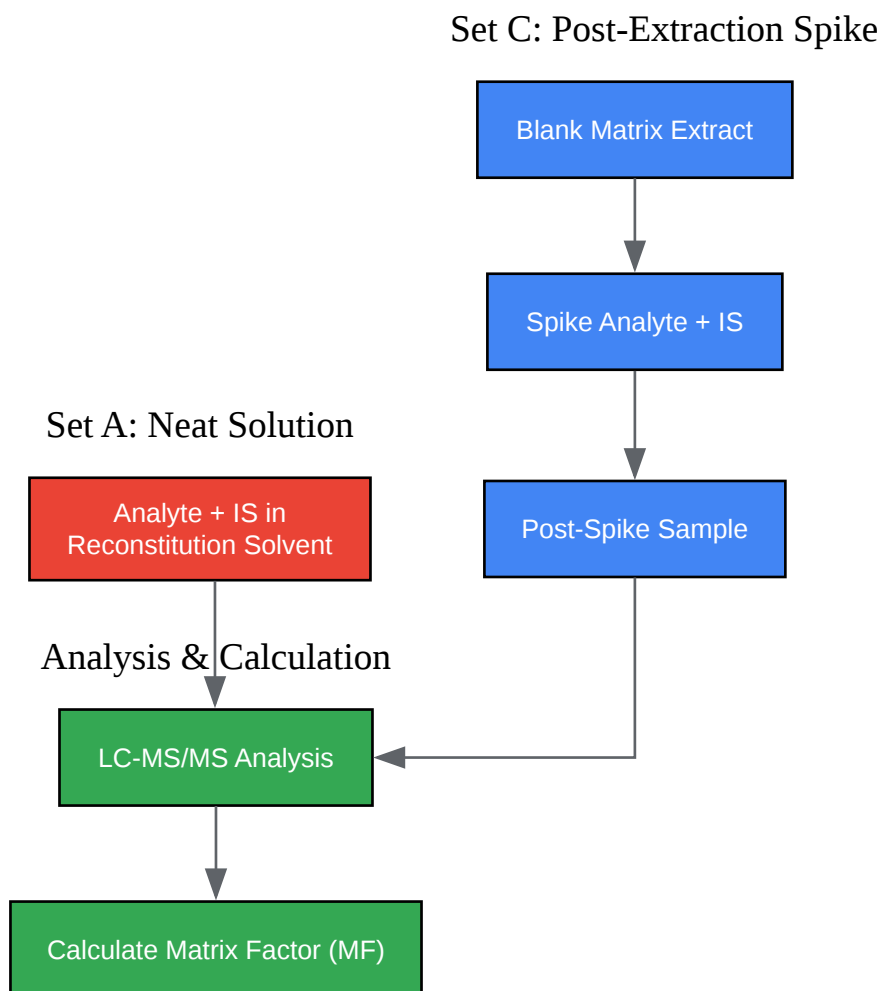 Set C: Post-Extraction Spike
Blank Matrix Extract
Spike Analyte + IS
Set A: Neat Solution
Analyte + IS in
Reconstitution Solvent
Post-Spike Sample
Analysis & Calculation
LC-MS/MS Analysis
Calculate Matrix Factor (MF)